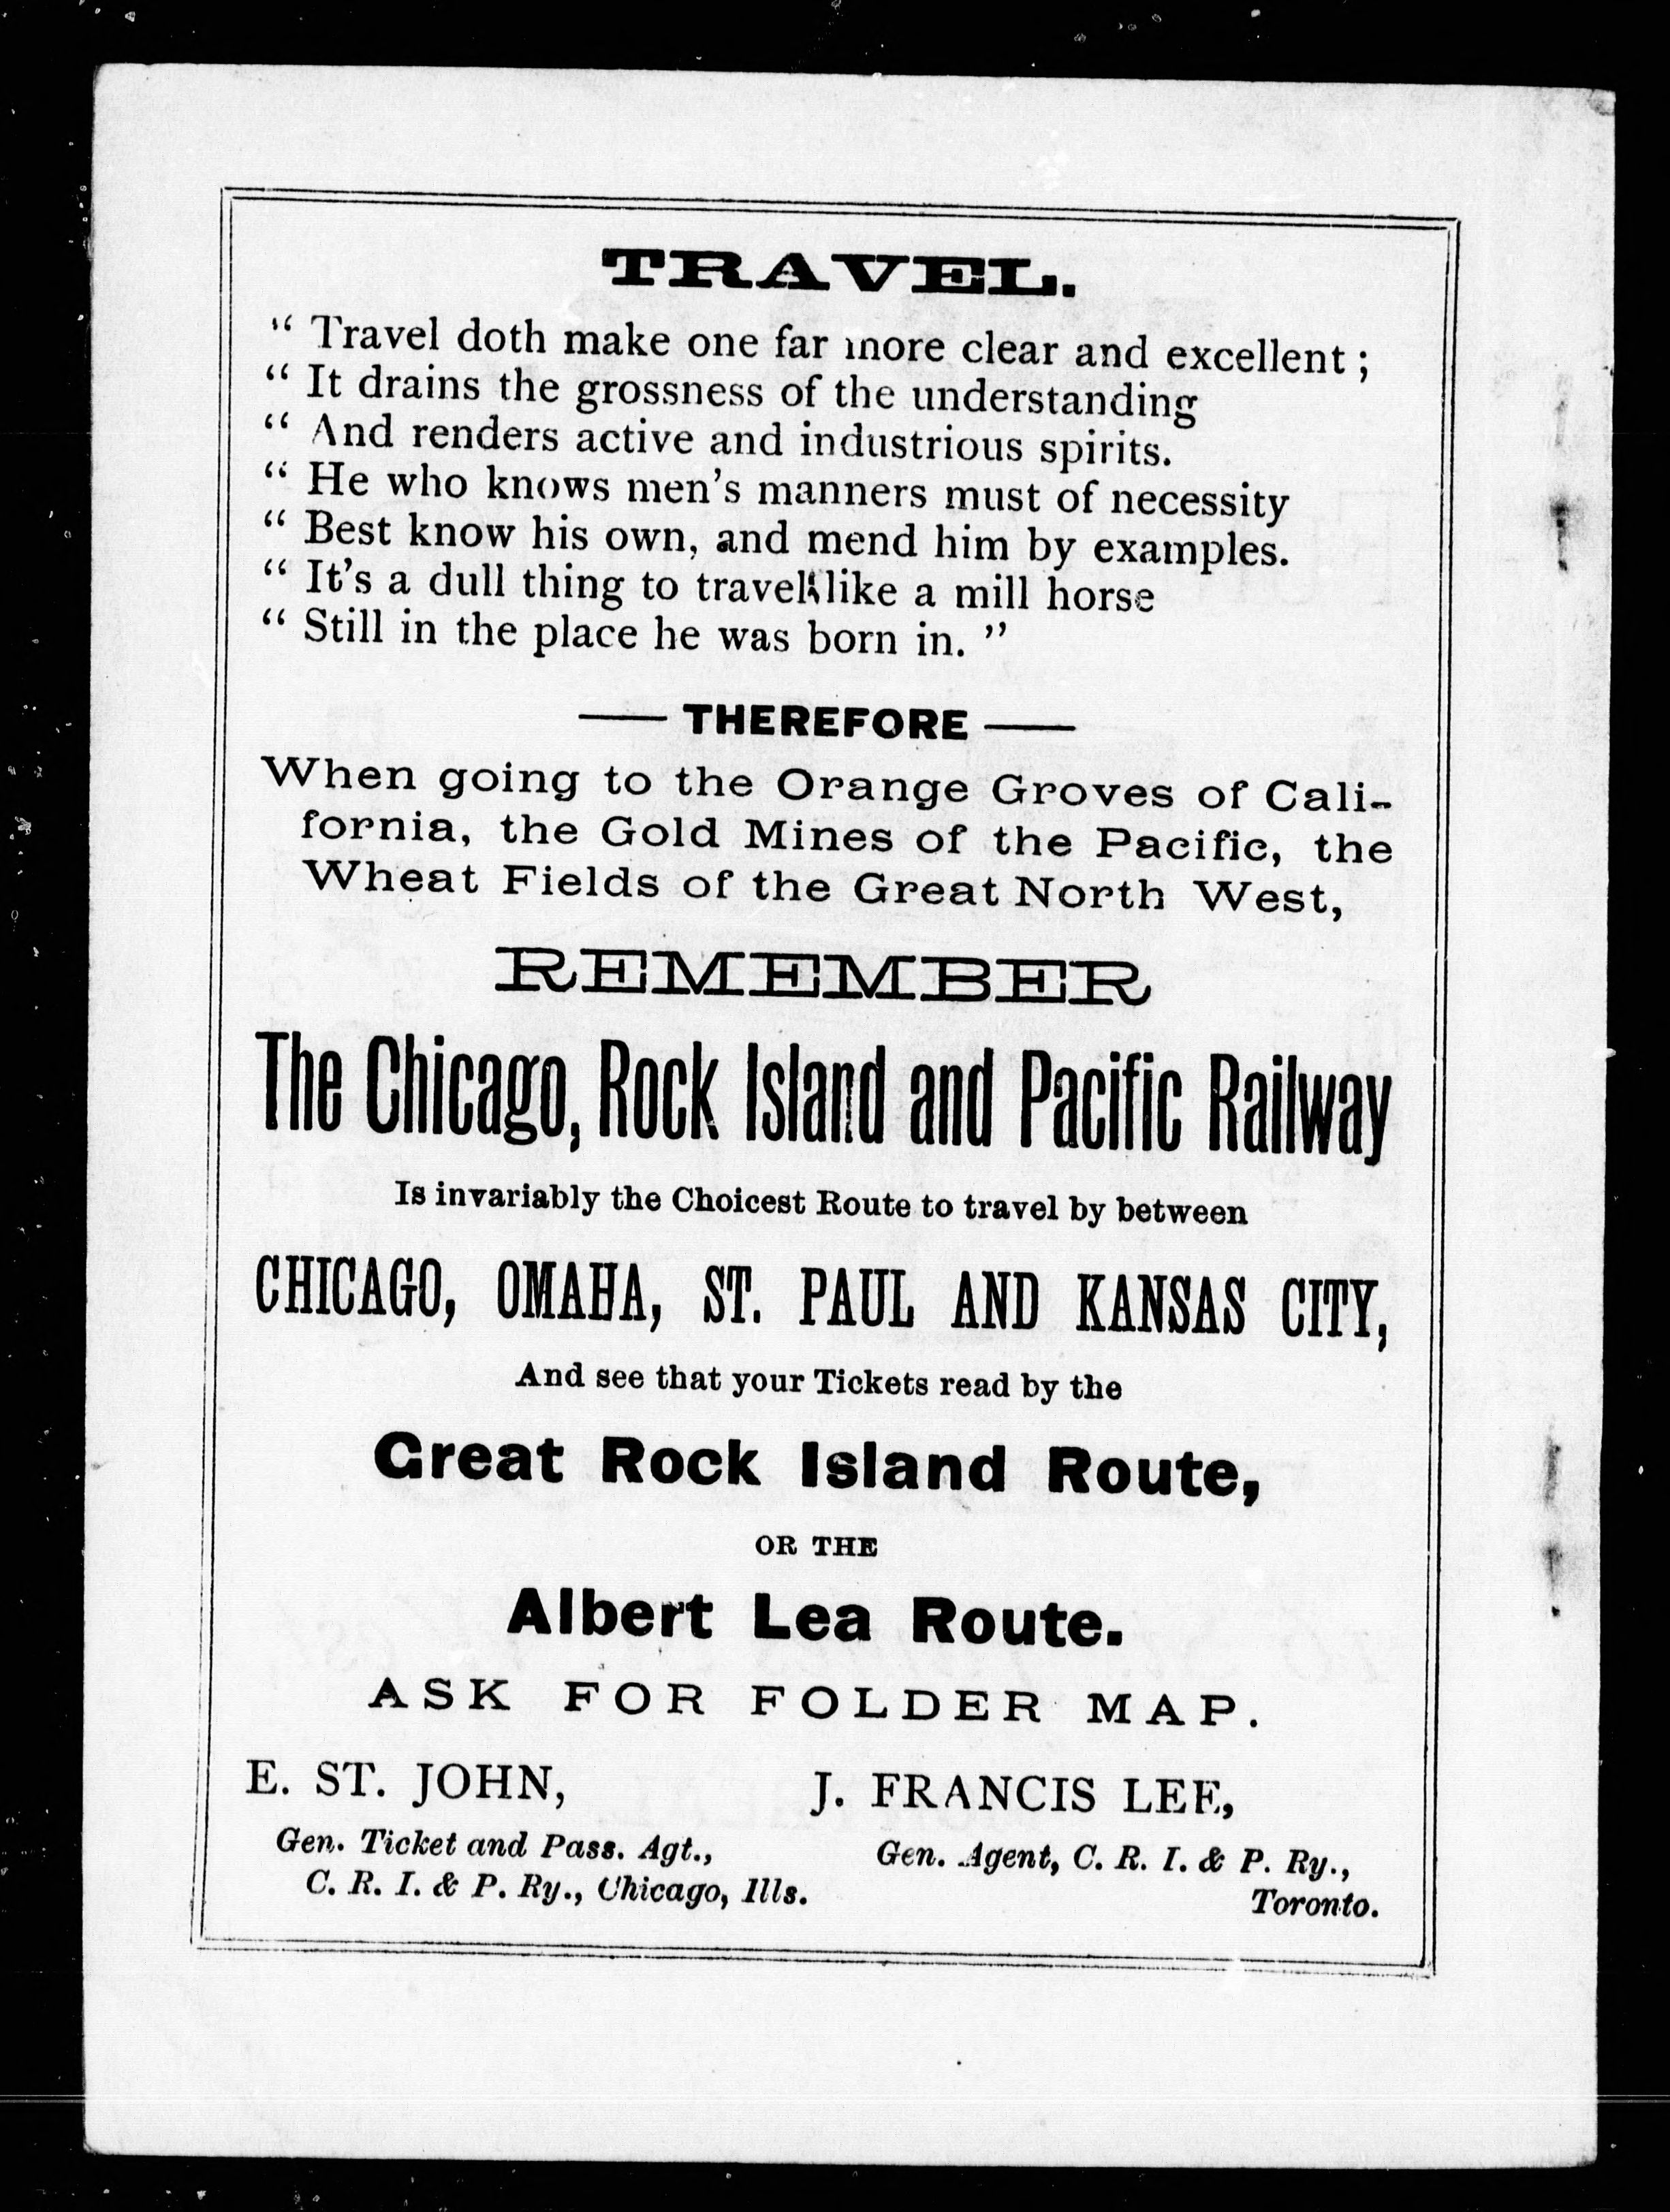 TRAVEL.
“ Travel doth make one far more clear and excellent ;
“ It drains the grossness of the understanding
“ And renders active and industrious spirits.
“ He who knows men’s manners must of necessity
“ Best know his own, and mend him by examples.
“ It’s a dull thing to travel like a mill horse
“ Still in the place he was born in. ”
— THEREFORE —
When going to the Orange Groves of Cali-
fornia, the Gold Mines of the Pacific, the
Wheat Fields of the Great North West,
REMEMBER
The Chicago, Rock Island and Pacific Railway
Is invariably the Choicest Route to travel by between
CHICAGO, OMAHA, ST. PAUL AND KANSAS CITY,
And see that your Tickets read by the
Great Rock Island Route,
OR THE
Albert Lea Route.
ASK FOR FOLDER MAP.
E. ST. JOHN,
Gen. Ticket and Pass. Agt.,
C. R. I. & P. Ry., Chicago, Ills.
J. FRANCIS LEE,
Gen. Agent, C. R. I. & P. Ry.,
Toronto.